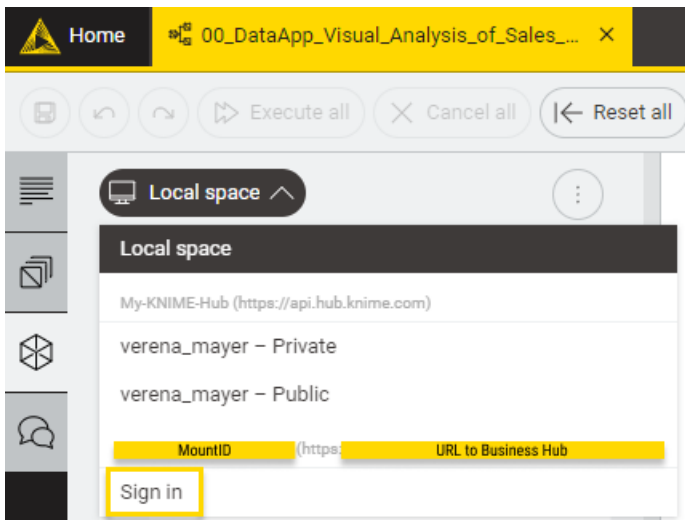 Home
00_DataApp_Visual_Analysis_of_Sales_...
Execute all
Cancel all
Reset all
Local space
Local space
My-KNIME-Hub (https://api.hub.knime.com)
verena_mayer – Private
verena_mayer – Public
MountID (https: URL to Business Hub
Sign in